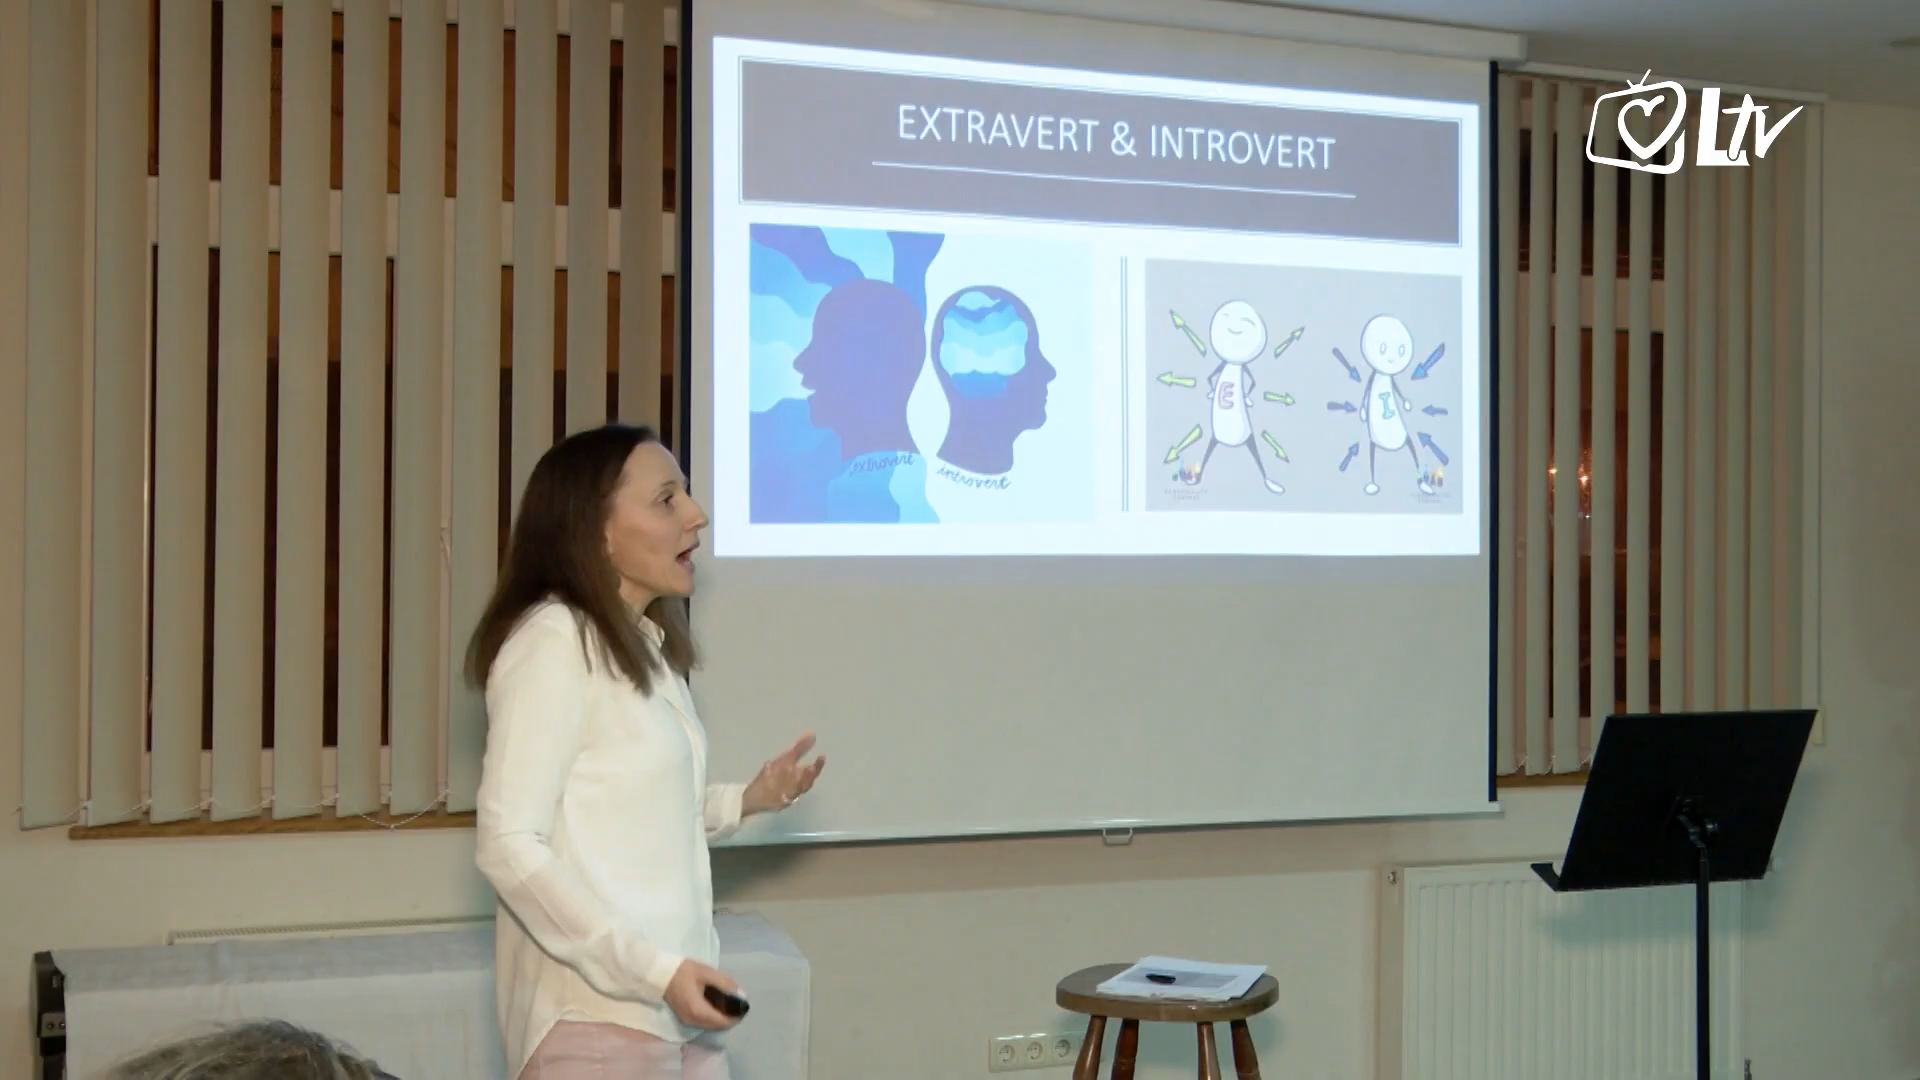 EXTRAVERT & INTROVERT
Ltv
extrovert
introvert
E
I